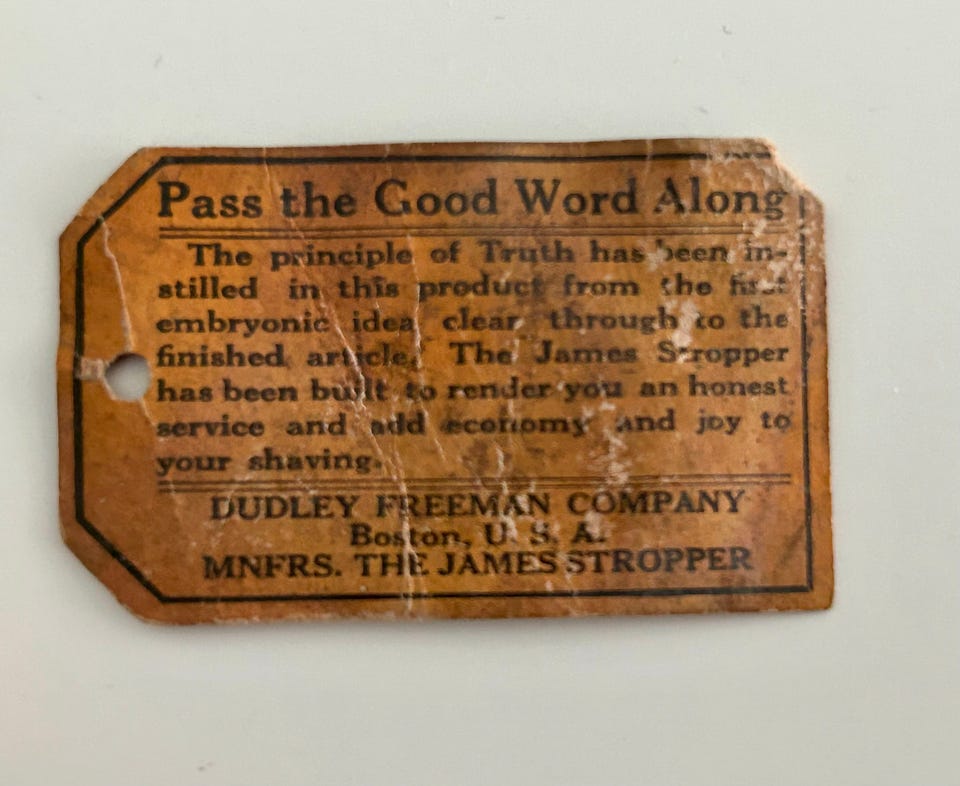 Pass the Good Word Along
The principle of Truth has been in-
stilled in this product from the first
embryonic idea clear through to the
finished article. The James Stropper
has been built to render you an honest
service and add economy and joy to
your shaving.
DUDLEY FREEMAN COMPANY
Boston, U. S. A.
MNFRS. THE JAMES STROPPER